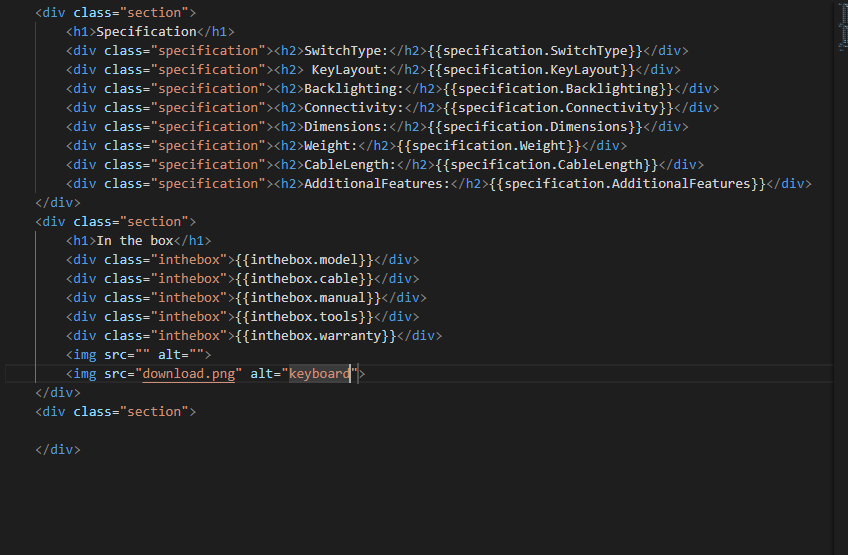 <div class="section">
<h1>Specification</h1>
<div class="specification"><h2>SwitchType:</h2>{{specification.SwitchType}}</div>
<div class="specification"><h2> KeyLayout:</h2>{{specification.KeyLayout}}</div>
<div class="specification"><h2>Backlighting:</h2>{{specification.Backlighting}}</div>
<div class="specification"><h2>Connectivity:</h2>{{specification.Connectivity}}</div>
<div class="specification"><h2>Dimensions:</h2>{{specification.Dimensions}}</div>
<div class="specification"><h2>Weight:</h2>{{specification.Weight}}</div>
<div class="specification"><h2>CableLength:</h2>{{specification.CableLength}}</div>
<div class="specification"><h2>AdditionalFeatures:</h2>{{specification.AdditionalFeatures}}</div>
</div>
<div class="section">
<h1>In the box</h1>
<div class="inthebox">{{inthebox.model}}</div>
<div class="inthebox">{{inthebox.cable}}</div>
<div class="inthebox">{{inthebox.manual}}</div>
<div class="inthebox">{{inthebox.tools}}</div>
<div class="inthebox">{{inthebox.warranty}}</div>
<img src="" alt="">
<img src="download.png" alt="keyboard">
</div>
<div class="section">
</div>